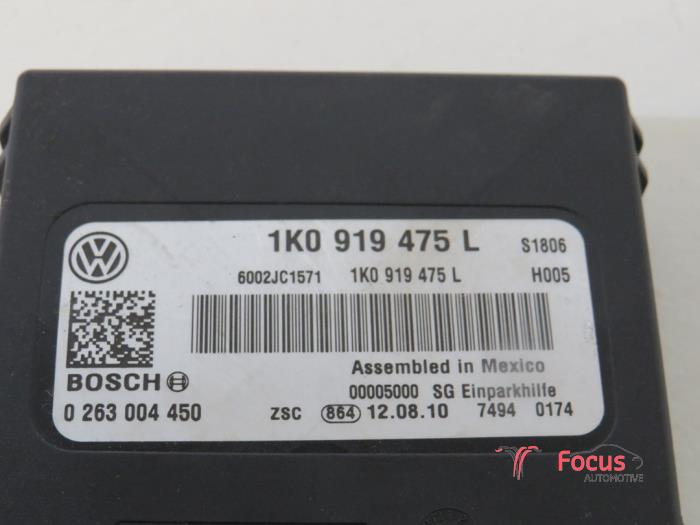 1K0 919 475 L S1806
6002JC1571 1K0 919 475 L H005
Assembled in Mexico
BOSCH 00005000 SG Einparkhilfe
0 263 004 450 ZSC 864 12.08.10 7494 0174
Focus
AUTOMOTIVE